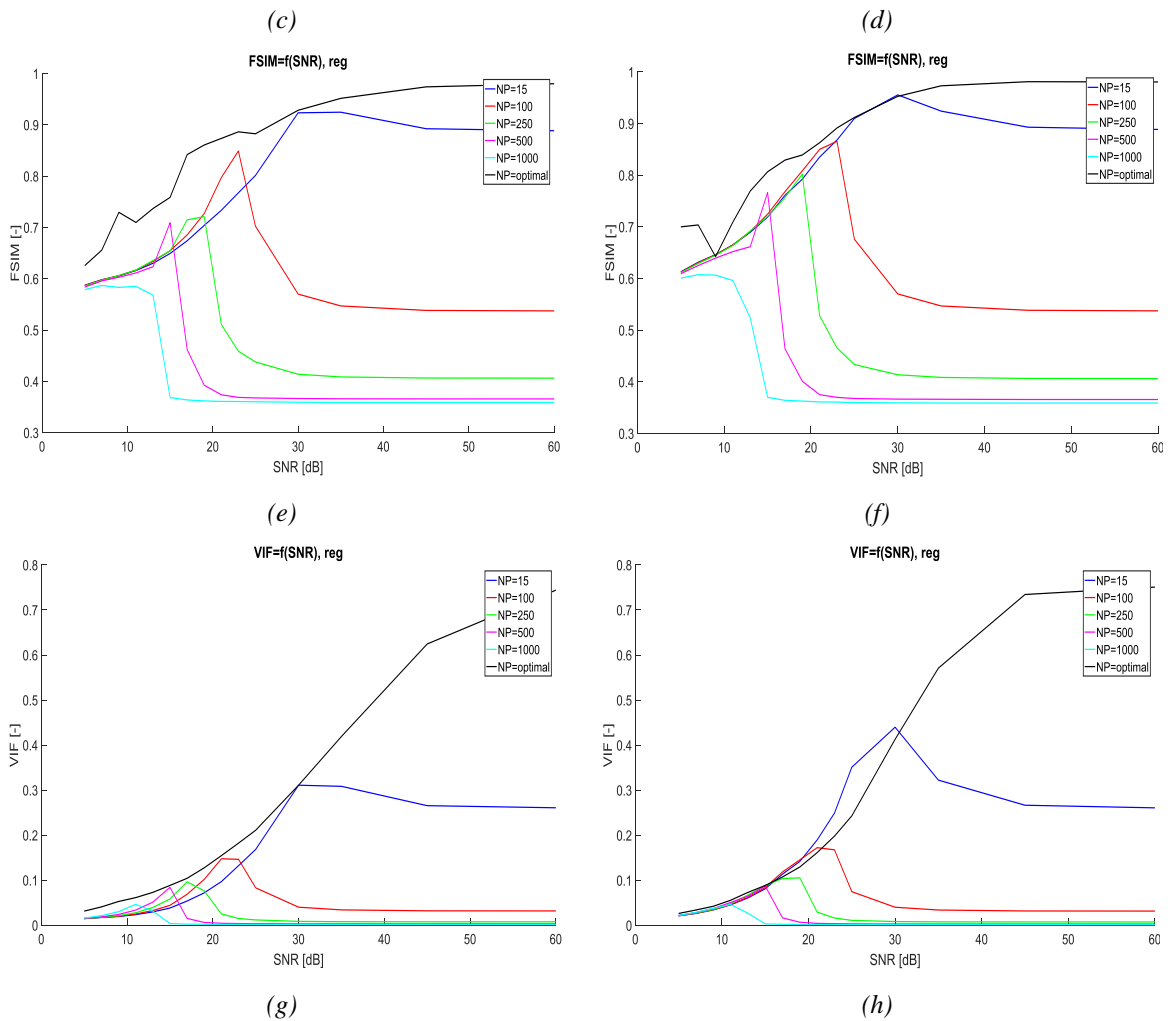 (c)
(d)
FSIM=f(SNR), reg
1
0.9
0.8
0.7
0.6
0.5
0.4
0.3
FSIM [-]
0
10
20
30
40
50
60
SNR [dB]
NP=15
NP=100
NP=250
NP=500
NP=1000
NP=optimal
FSIM=f(SNR), reg
1
0.9
0.8
0.7
0.6
0.5
0.4
0.3
FSIM [-]
0
10
20
30
40
50
60
SNR [dB]
NP=15
NP=100
NP=250
NP=500
NP=1000
NP=optimal
(e)
(f)
VIF=f(SNR), reg
0.8
0.7
0.6
0.5
0.4
0.3
0.2
0.1
0
VIF [-]
0
10
20
30
40
50
60
SNR [dB]
NP=15
NP=100
NP=250
NP=500
NP=1000
NP=optimal
VIF=f(SNR), reg
0.8
0.7
0.6
0.5
0.4
0.3
0.2
0.1
0
VIF [-]
0
10
20
30
40
50
60
SNR [dB]
NP=15
NP=100
NP=250
NP=500
NP=1000
NP=optimal
(g)
(h)